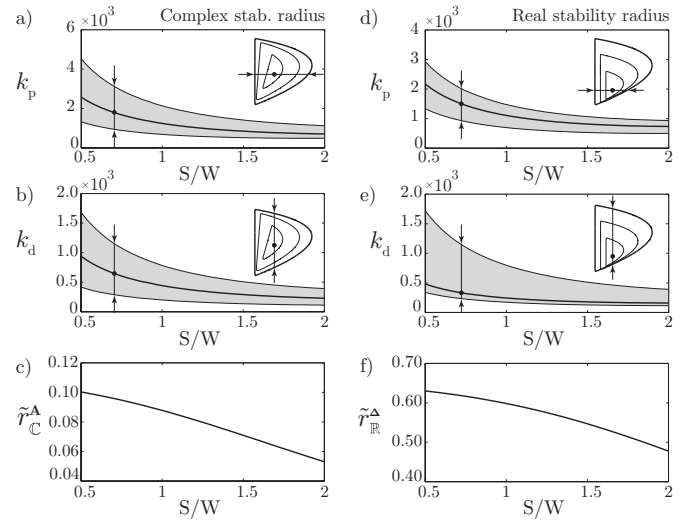 a) Complex stab. radius
×10³
6
4
2
0
kₚ
0.5 1 1.5 2
S/W
b)
×10³
2.0
1.5
1.0
0.5
0
k_d
0.5 1 1.5 2
S/W
c)
0.12
0.10
0.08
0.06
0.04
r̃_ℂ^A
0.5 1 1.5 2
S/W
d) Real stability radius
×10³
4
3
2
1
0
kₚ
0.5 1 1.5 2
S/W
e)
×10³
2.0
1.5
1.0
0.5
0
k_d
0.5 1 1.5 2
S/W
f)
0.70
0.60
0.50
0.40
r̃_ℝ^Δ
0.5 1 1.5 2
S/W